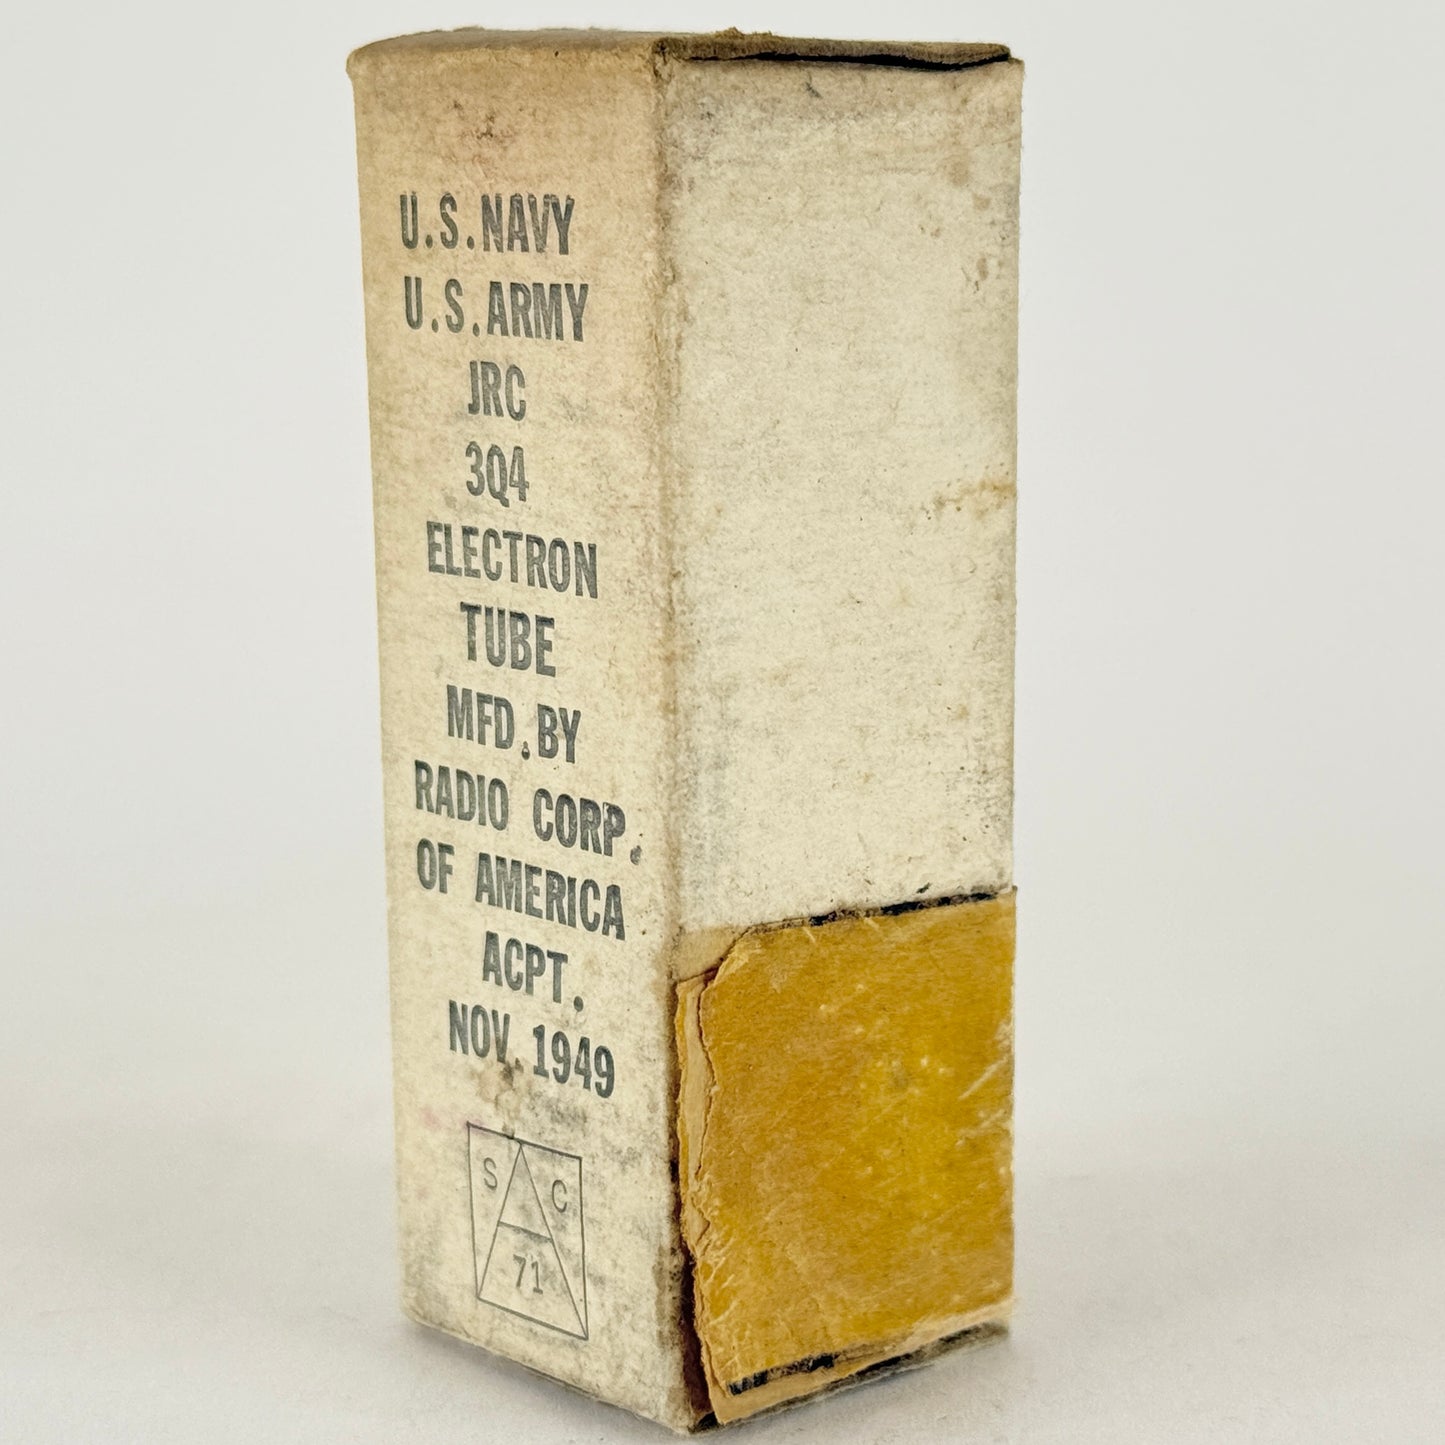 U.S.NAVY
U.S.ARMY
JRC
3Q4
ELECTRON
TUBE
MFD.BY
RADIO CORP.
OF AMERICA
ACPT.
NOV.1949
S C
71